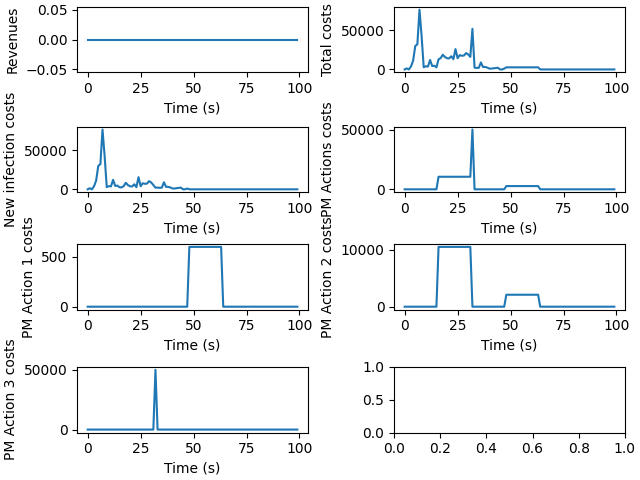 Revenues
0.05
0.00
−0.05
0 25 50 75 100
Time (s)
Total costs
50000
0
0 25 50 75 100
Time (s)
New infection costs
50000
0
0 25 50 75 100
Time (s)
PM Actions costs
50000
0
0 25 50 75 100
Time (s)
PM Action 1 costs
500
0
0 25 50 75 100
Time (s)
PM Action 2 costs
10000
0
0 25 50 75 100
Time (s)
PM Action 3 costs
50000
0
0 25 50 75 100
Time (s)
1.0
0.5
0.0
0.0 0.2 0.4 0.6 0.8 1.0